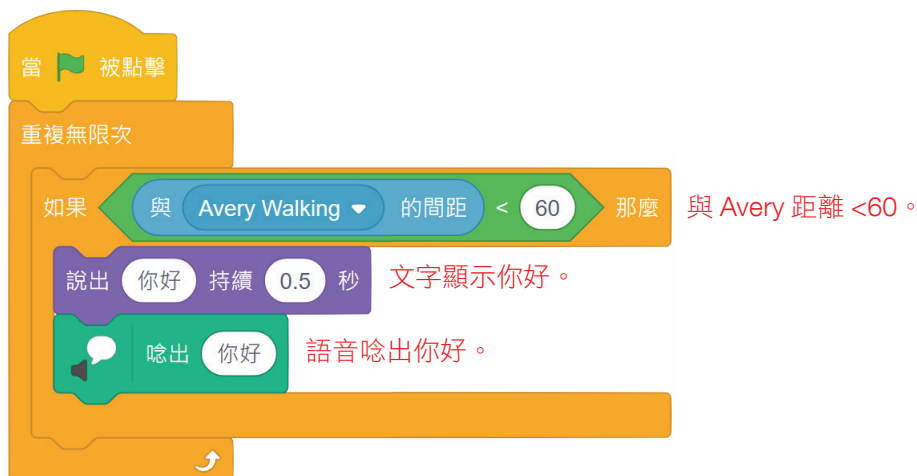 當 被點擊
重複無限次
如果 與 Avery Walking 的間距 < 60 那麼 與 Avery 距離 <60。
說出 你好 持續 0.5 秒 文字顯示你好。
唸出 你好 語音唸出你好。